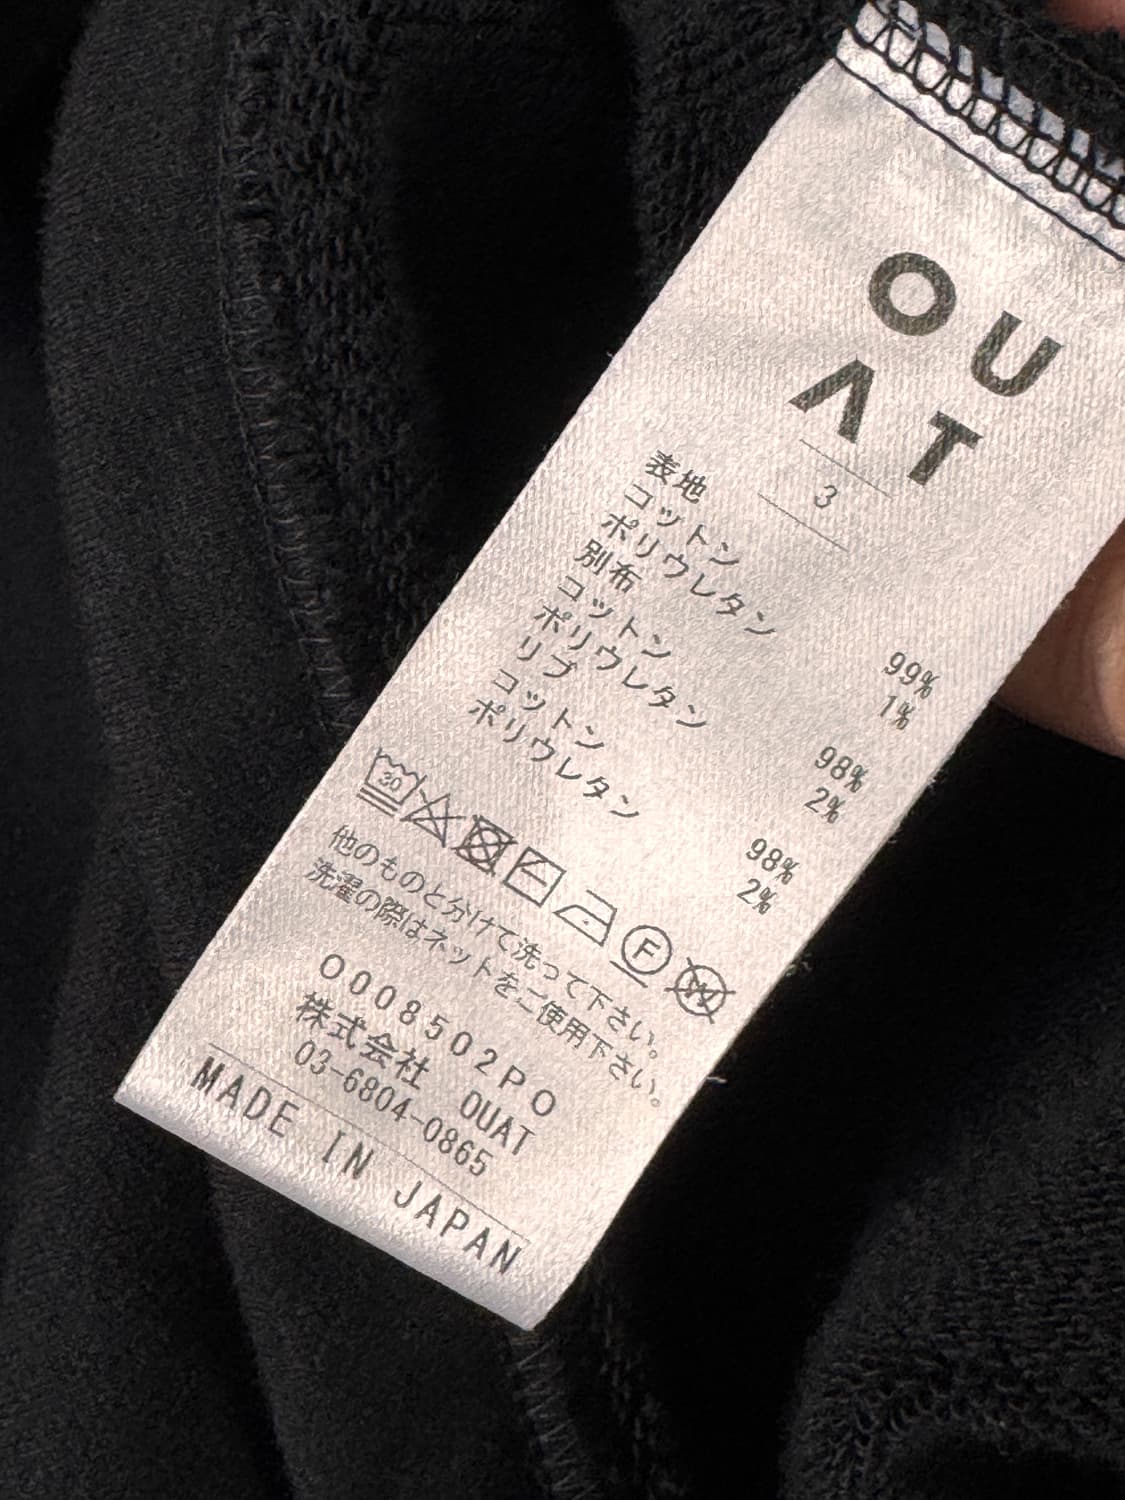 OU
AT
3
表地
コットン 99%
ポリウレタン 1%
別布
コットン 98%
ポリウレタン 2%
リブ
コットン 98%
ポリウレタン 2%
30 F W
他のものと分けて洗って下さい。
洗濯の際はネットをご使用下さい。
O008502PO
株式会社 OUAT
03-6804-0865
MADE IN JAPAN